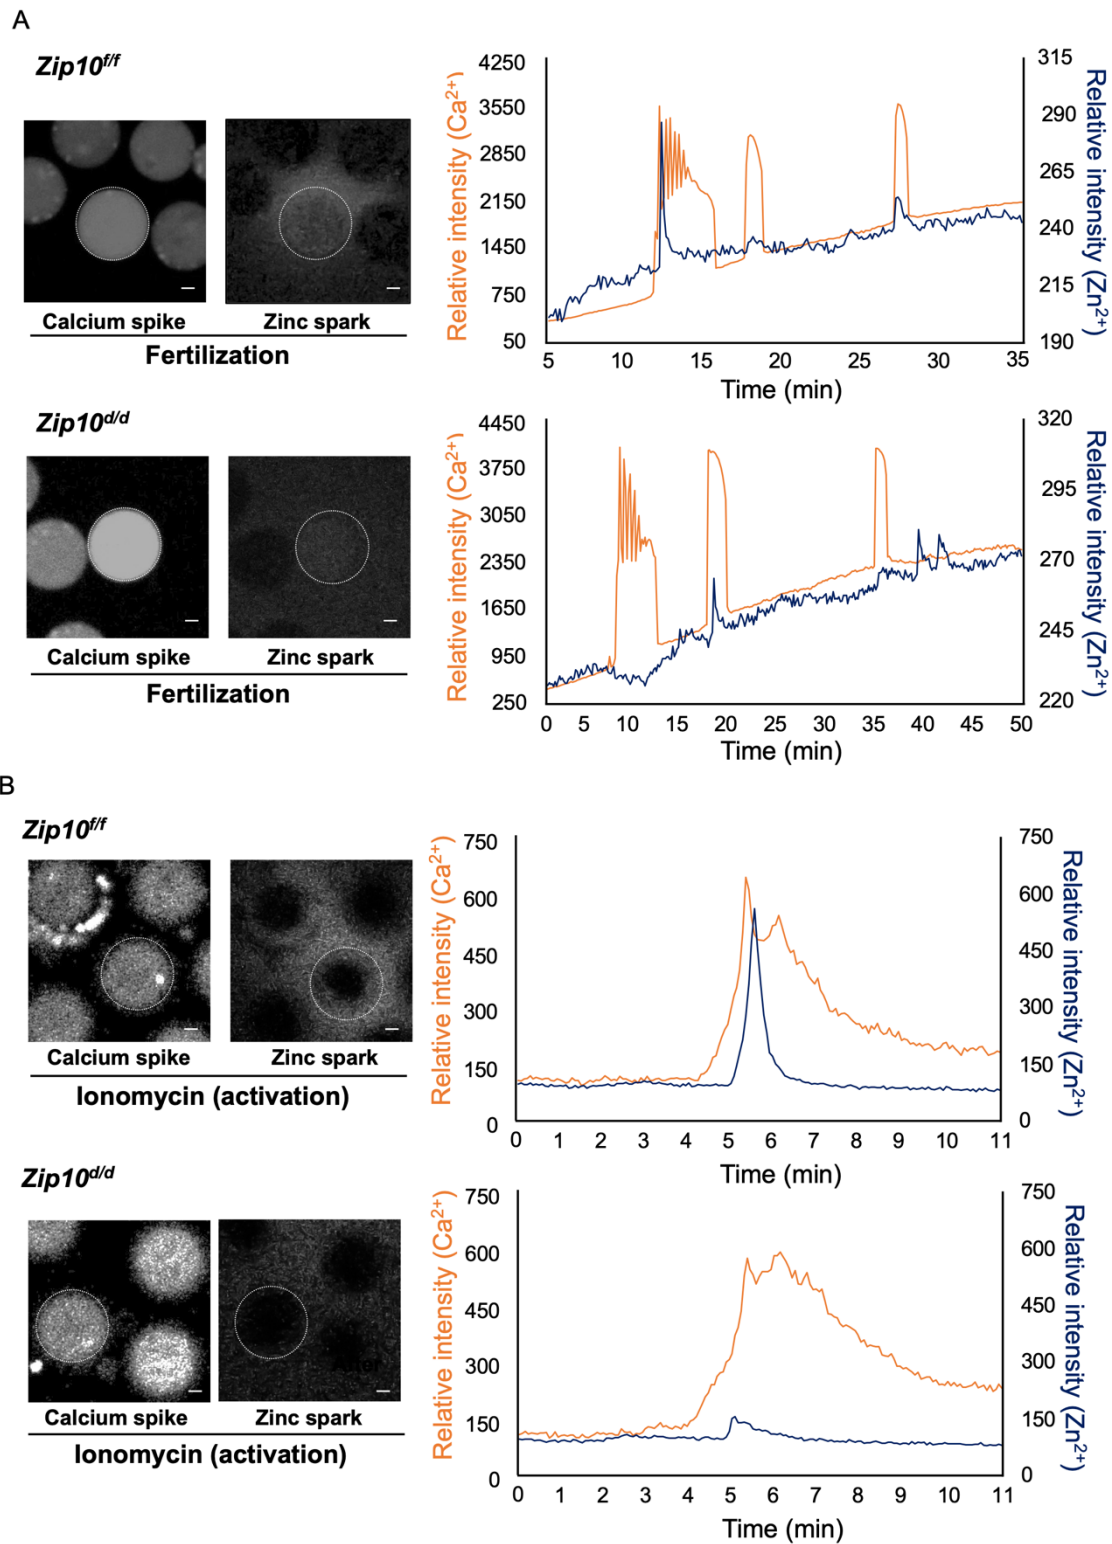 A
Zip10f/f
Calcium spike
Zinc spark
Fertilization
Relative intensity (Ca2+)
4250
3550
2850
2150
1450
750
50
315
290
265
240
215
190
Relative intensity (Zn2+)
5 10 15 20 25 30 35
Time (min)
Zip10d/d
Calcium spike
Zinc spark
Fertilization
Relative intensity (Ca2+)
4450
3750
3050
2350
1650
950
250
320
295
270
245
220
Relative intensity (Zn2+)
0 5 10 15 20 25 30 35 40 45 50
Time (min)
B
Zip10f/f
Calcium spike
Zinc spark
Ionomycin (activation)
Relative intensity (Ca2+)
750
600
450
300
150
0
750
600
450
300
150
0
Relative intensity (Zn2+)
0 1 2 3 4 5 6 7 8 9 10 11
Time (min)
Zip10d/d
Calcium spike
Zinc spark
Ionomycin (activation)
Relative intensity (Ca2+)
750
600
450
300
150
0
750
600
450
300
150
0
Relative intensity (Zn2+)
0 1 2 3 4 5 6 7 8 9 10 11
Time (min)